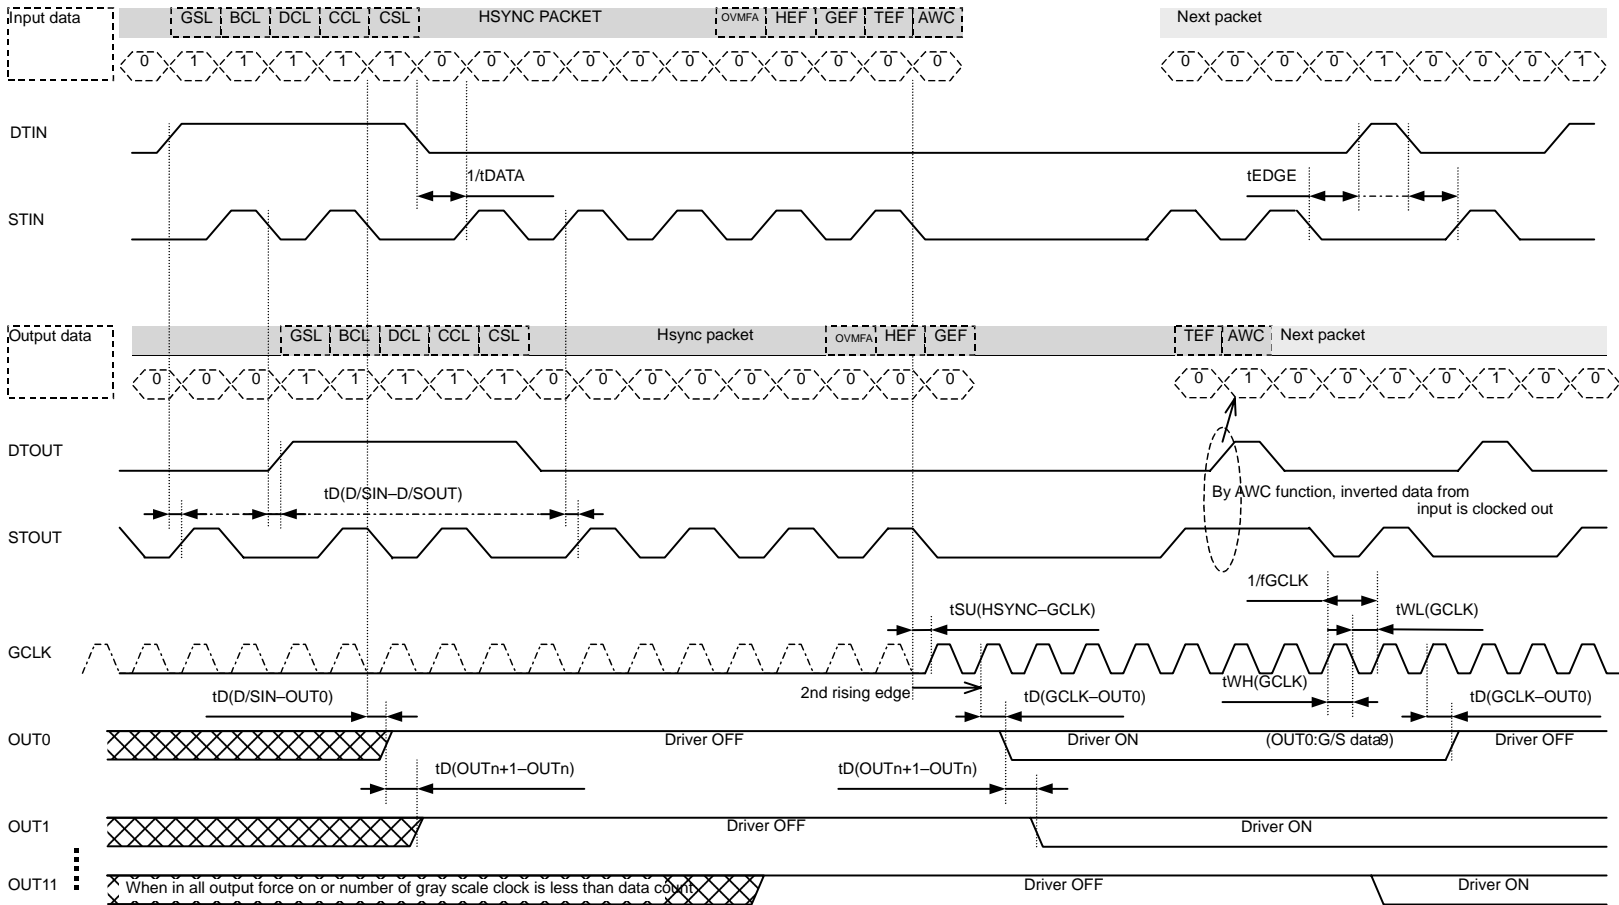 Input data GSL BCL DCL CCL CSL HSYNC PACKET OVMFA HEF GEF TEF AWC Next packet
0 1 1 1 1 1 0 0 0 0 0 0 0 0 0 0 0 0 0 0 0 1 0 0 0 1
DTIN
1/tDATA tEDGE
STIN
Output data GSL BCL DCL CCL CSL Hsync packet OVMFA HEF GEF TEF AWC Next packet
0 0 0 1 1 1 1 1 0 0 0 0 0 0 0 0 0 0 1 0 0 0 0 1 0 0
DTOUT
tD(D/SIN–D/SOUT) By AWC function, inverted data from
input is clocked out
STOUT
1/fGCLK
tSU(HSYNC–GCLK) tWL(GCLK)
GCLK
tD(D/SIN–OUT0) 2nd rising edge tD(GCLK–OUT0) tWH(GCLK) tD(GCLK–OUT0)
OUT0 Driver OFF Driver ON (OUT0:G/S data9) Driver OFF
tD(OUTn+1–OUTn) tD(OUTn+1–OUTn)
OUT1 Driver OFF Driver ON
OUT11 When in all output force on or number of gray scale clock is less than data count. Driver OFF Driver ON